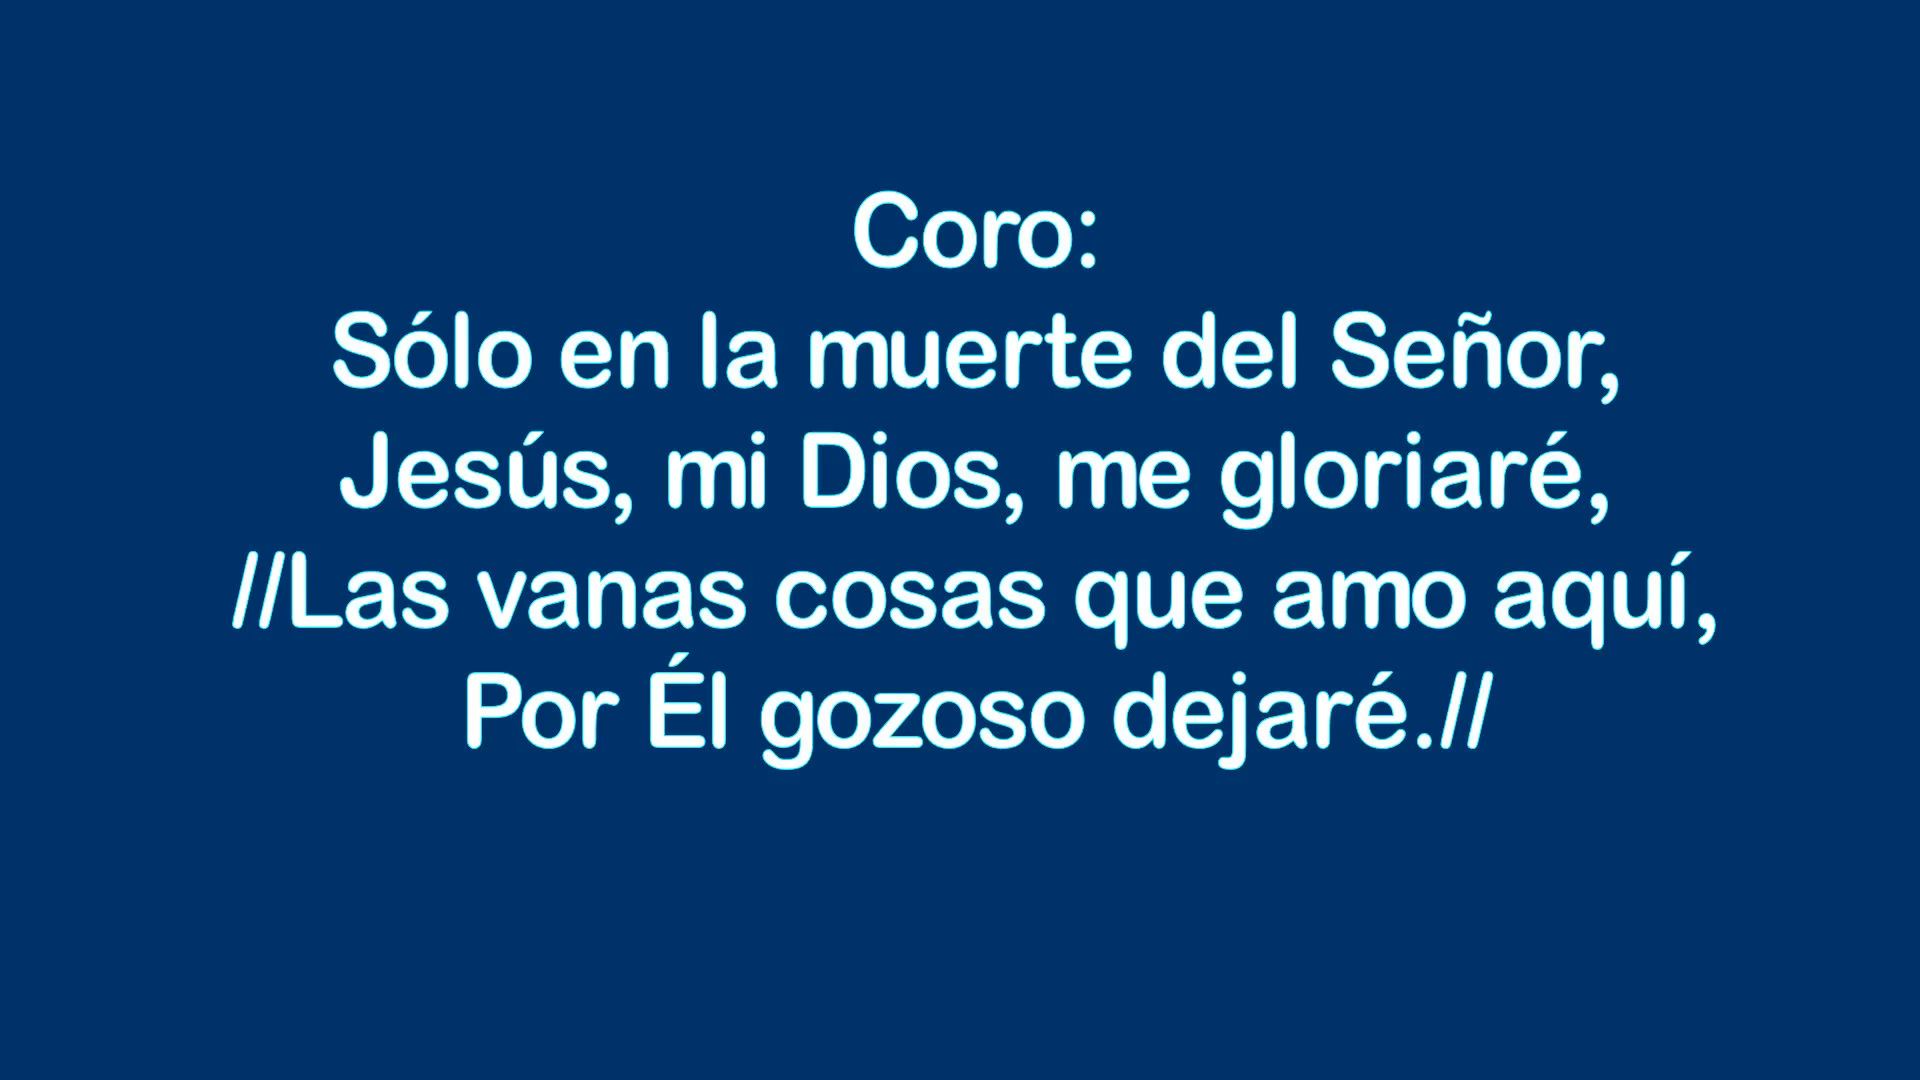 Coro:
Sólo en la muerte del Señor,
Jesús, mi Dios, me gloriaré,
//Las vanas cosas que amo aquí,
Por Él gozoso dejaré.//